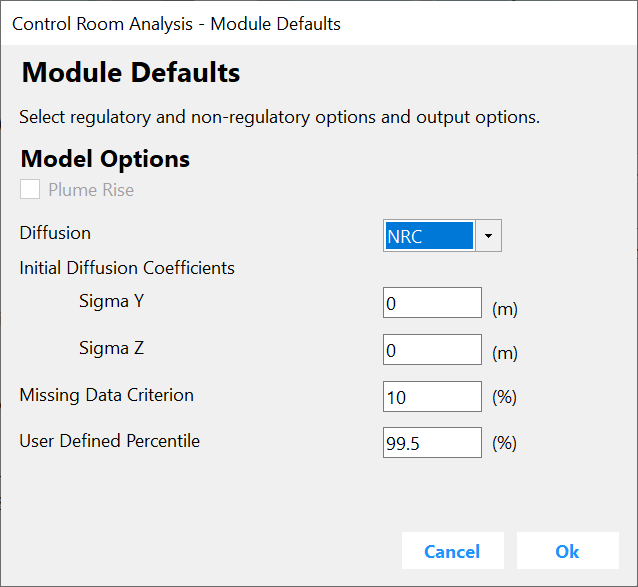 Control Room Analysis - Module Defaults
Module Defaults
Select regulatory and non-regulatory options and output options.
Model Options
Plume Rise
Diffusion NRC
Initial Diffusion Coefficients
Sigma Y 0 (m)
Sigma Z 0 (m)
Missing Data Criterion 10 (%)
User Defined Percentile 99.5 (%)
Cancel Ok